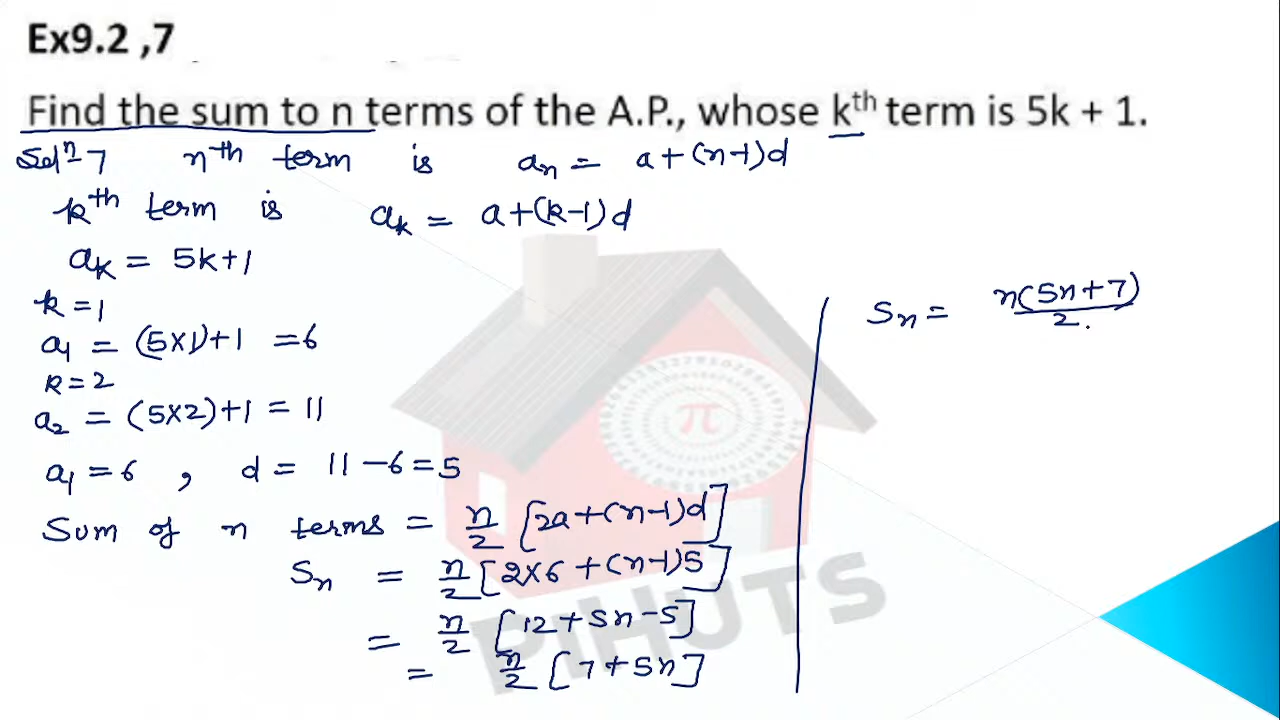 Ex9.2 ,7
Find the sum to n terms of the A.P., whose kth term is 5k + 1.
Solⁿ 7 nth term is aₙ = a+(n-1)d
kth term is aₖ = a+(k-1)d
aₖ = 5k+1
k=1
a₁ = (5×1)+1 =6
k=2
a₂ = (5×2)+1 = 11
a₁ = 6 , d = 11-6=5
Sum of n terms = n/2 [2a+(n-1)d]
Sₙ = n/2 [2×6+(n-1)5]
= n/2 [12+5n-5]
= n/2 [7+5n]
Sₙ = n(5n+7)/2.
π
PIHUTS